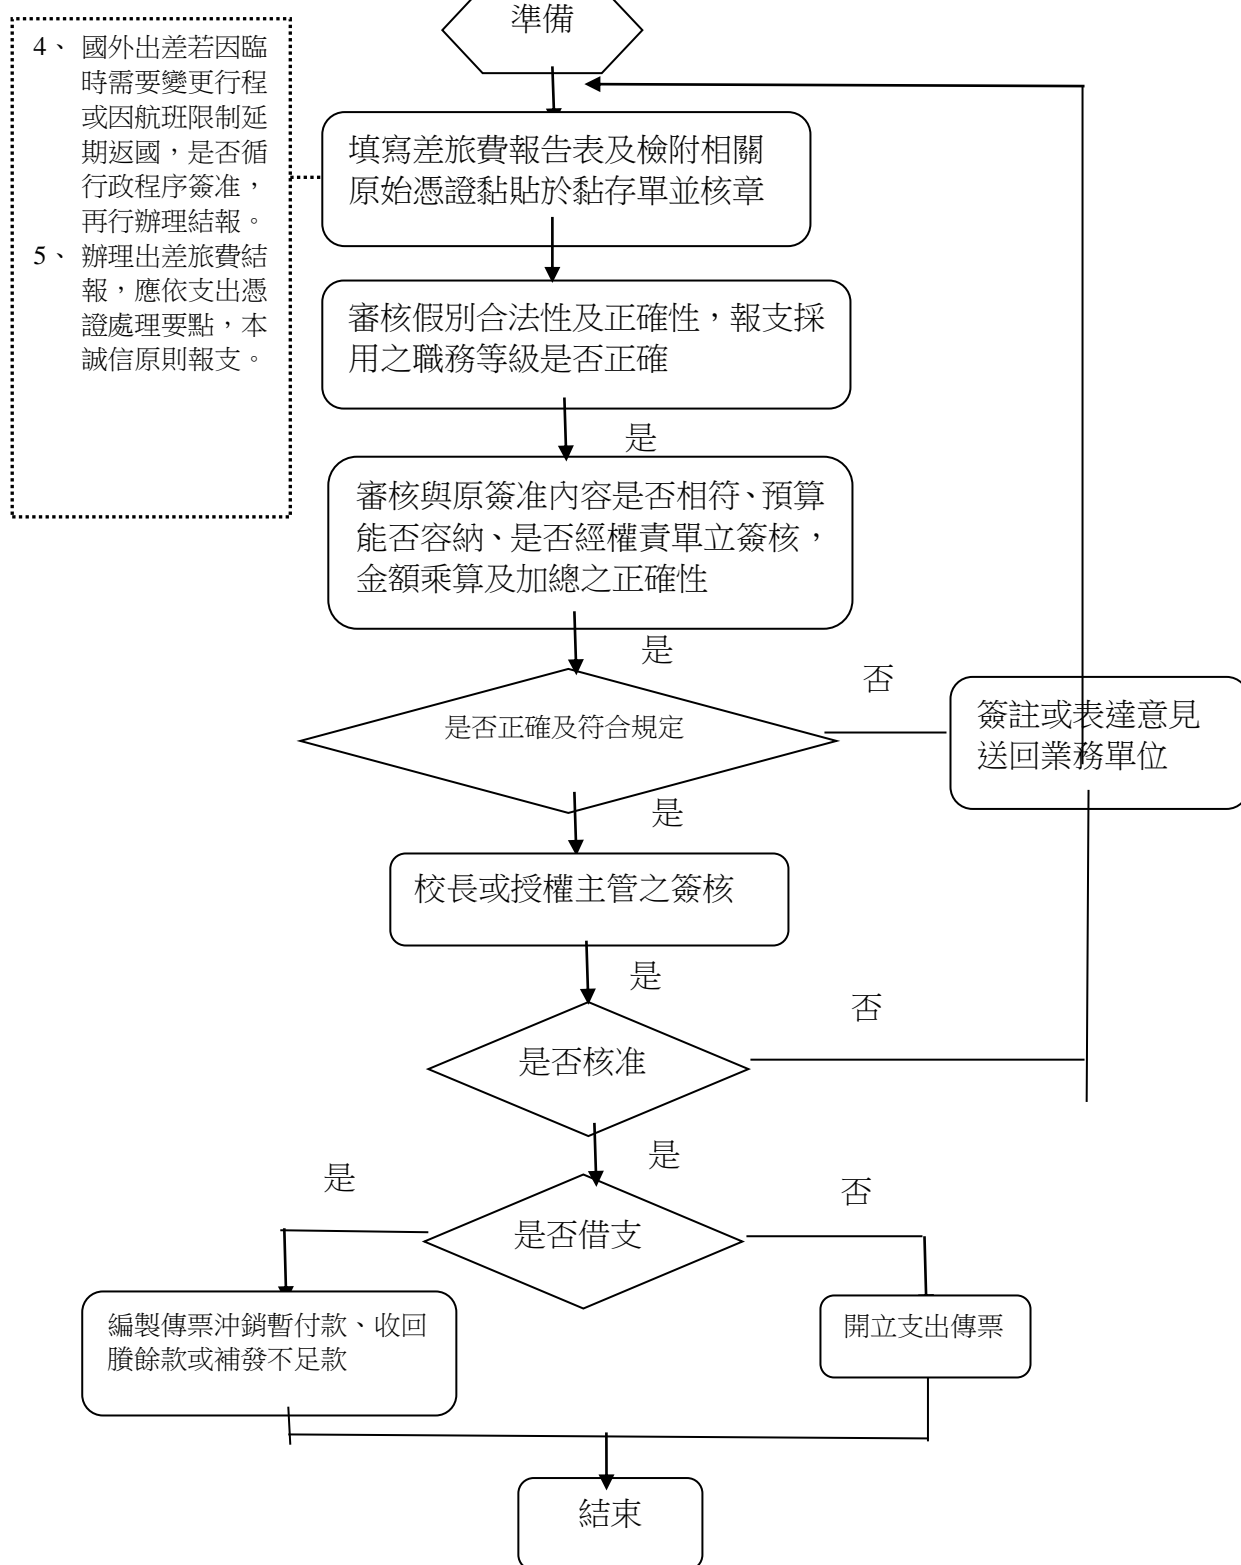 準備
4、 國外出差若因臨
時需要變更行程
或因航班限制延
期返國，是否循
行政程序簽准，
再行辦理結報。
5、 辦理出差旅費結
報，應依支出憑
證處理要點，本
誠信原則報支。
填寫差旅費報告表及檢附相關
原始憑證黏貼於黏存單並核章
審核假別合法性及正確性，報支採
用之職務等級是否正確
是
審核與原簽准內容是否相符、預算
能否容納、是否經權責單立簽核，
金額乘算及加總之正確性
是
否
是否正確及符合規定
簽註或表達意見
送回業務單位
是
校長或授權主管之簽核
是
否
是否核准
是
是
否
是否借支
編製傳票沖銷暫付款、收回
賸餘款或補發不足款
開立支出傳票
結束